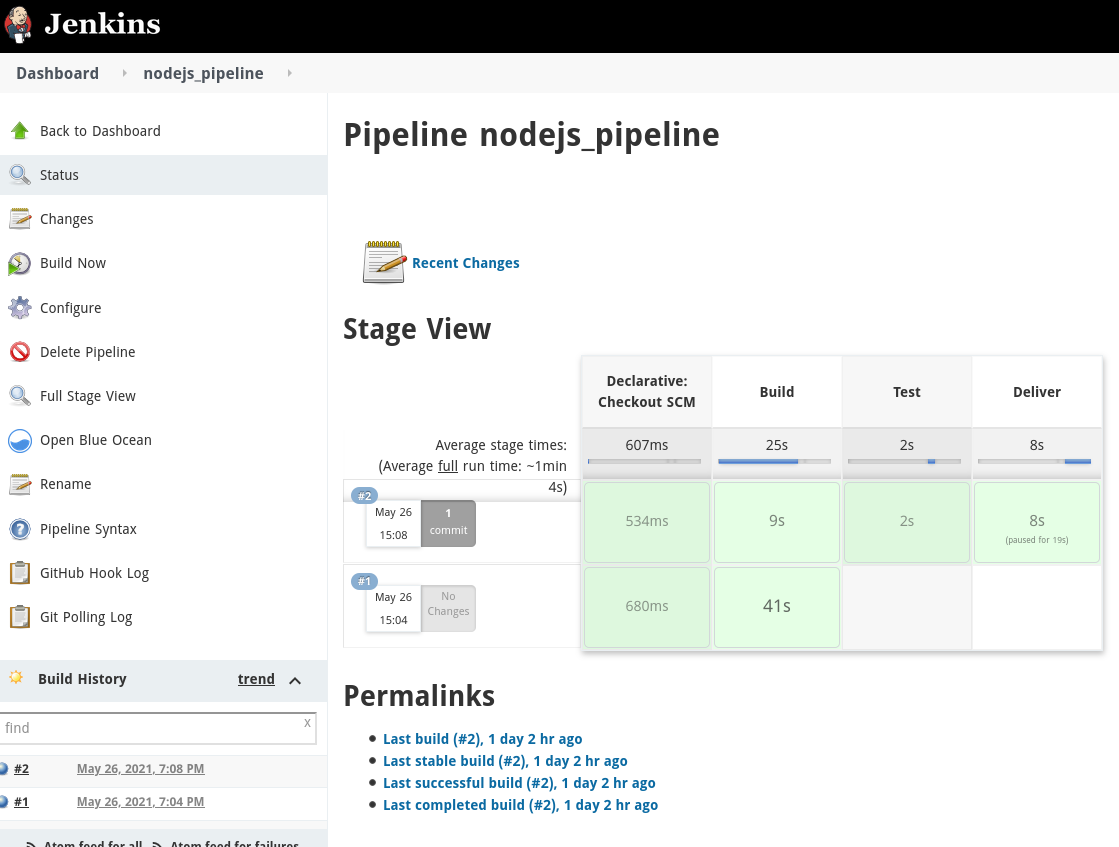 Jenkins
Dashboard
nodejs_pipeline
Back to Dashboard
Status
Changes
Build Now
Configure
Delete Pipeline
Full Stage View
Open Blue Ocean
Rename
Pipeline Syntax
GitHub Hook Log
Git Polling Log
Build History
trend
find
x
#2
May 26, 2021, 7:08 PM
#1
May 26, 2021, 7:04 PM
Atom feed for all
Atom feed for failures
Pipeline nodejs_pipeline
Recent Changes
Stage View
Declarative:
Checkout SCM
Build
Test
Deliver
Average stage times:
(Average full run time: ~1min
4s)
607ms
25s
2s
8s
#2
May 26
15:08
1
commit
534ms
9s
2s
8s
(paused for 19s)
#1
May 26
15:04
No
Changes
680ms
41s
Permalinks
Last build (#2), 1 day 2 hr ago
Last stable build (#2), 1 day 2 hr ago
Last successful build (#2), 1 day 2 hr ago
Last completed build (#2), 1 day 2 hr ago